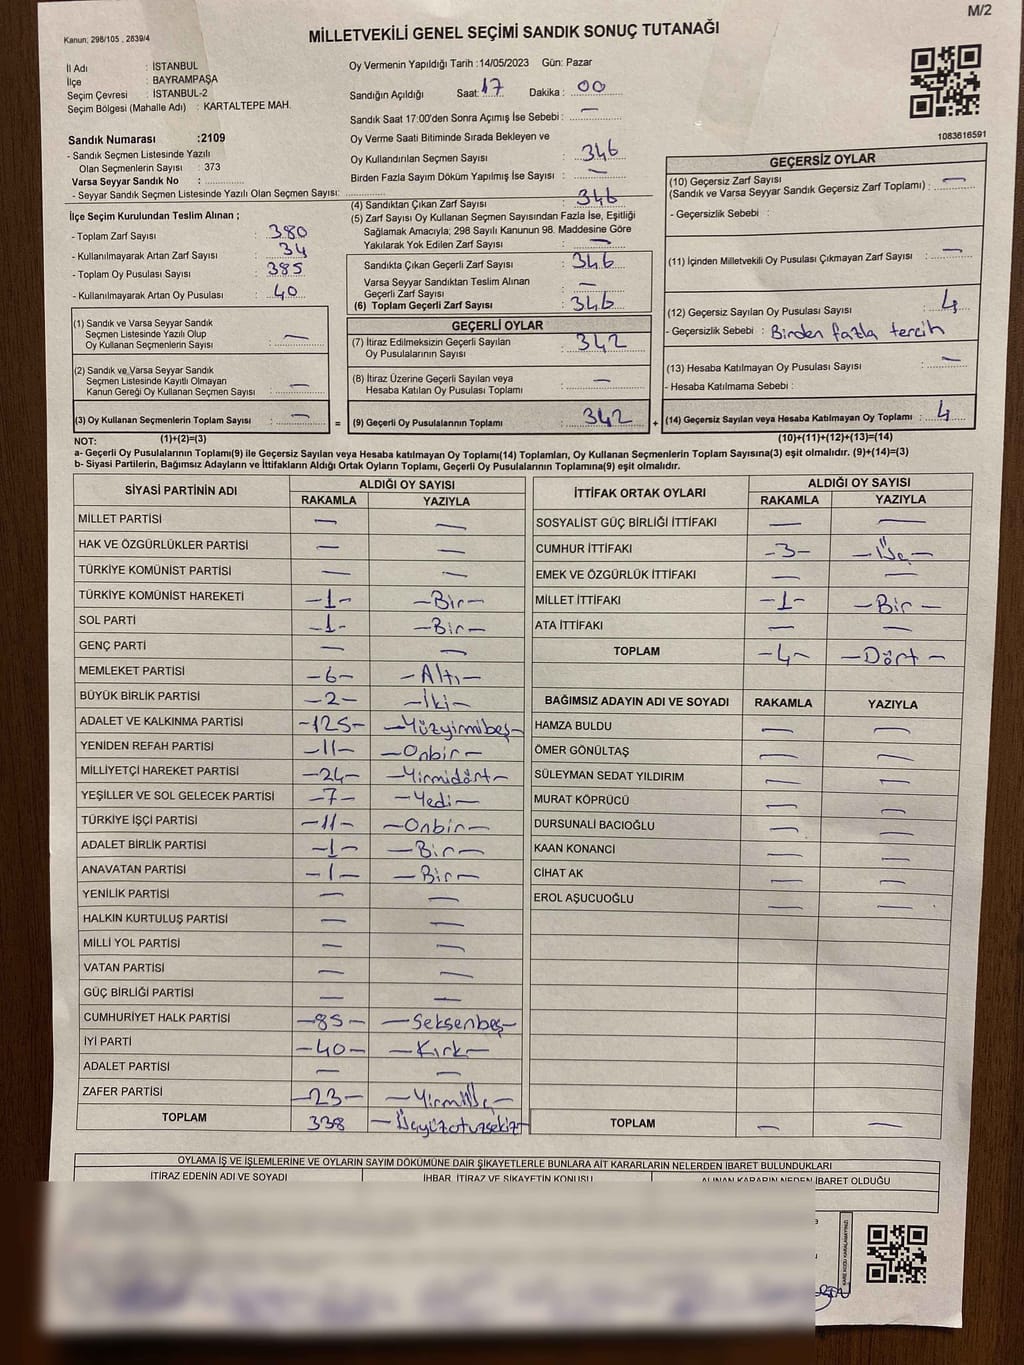 M/2
Kanun: 298/105 , 2839/4
MİLLETVEKİLİ GENEL SEÇİMİ SANDIK SONUÇ TUTANAĞI
İl Adı : İSTANBUL
İlçe : BAYRAMPAŞA
Seçim Çevresi : İSTANBUL-2
Seçim Bölgesi (Mahalle Adı) : KARTALTEPE MAH.
Sandık Numarası :2109
- Sandık Seçmen Listesinde Yazılı
Olan Seçmenlerin Sayısı : 373
Varsa Seyyar Sandık No :
- Seyyar Sandık Seçmen Listesinde Yazılı Olan Seçmen Sayısı:
İlçe Seçim Kurulundan Teslim Alınan ;
- Toplam Zarf Sayısı : 380
- Kullanılmayarak Artan Zarf Sayısı : 34
- Toplam Oy Pusulası Sayısı : 385
- Kullanılmayarak Artan Oy Pusulası : 40
(1) Sandık ve Varsa Seyyar Sandık
Seçmen Listesinde Yazılı Olup
Oy Kullanan Seçmenlerin Sayısı : —
(2) Sandık ve Varsa Seyyar Sandık
Seçmen Listesinde Kayıtlı Olmayan
Kanun Gereği Oy Kullanan Seçmen Sayısı : —
(3) Oy Kullanan Seçmenlerin Toplam Sayısı : —
Oy Vermenin Yapıldığı Tarih :14/05/2023 Gün: Pazar
Sandığın Açıldığı Saat: 17 Dakika : 00
Sandık Saat 17:00'den Sonra Açımış İse Sebebi : —
Oy Verme Saati Bitiminde Sırada Bekleyen ve
Oy Kullandırılan Seçmen Sayısı : 346
Birden Fazla Sayım Döküm Yapılmış İse Sayısı : —
(4) Sandıktan Çıkan Zarf Sayısı : 346
(5) Zarf Sayısı Oy Kullanan Seçmen Sayısından Fazla İse, Eşitliği
Sağlamak Amacıyla; 298 Sayılı Kanunun 98. Maddesine Göre
Yakılarak Yok Edilen Zarf Sayısı : —
Sandıkta Çıkan Geçerli Zarf Sayısı : 346
Varsa Seyyar Sandıktan Teslim Alınan
Geçerli Zarf Sayısı : —
(6) Toplam Geçerli Zarf Sayısı : 346
GEÇERLİ OYLAR
(7) İtiraz Edilmeksizin Geçerli Sayılan
Oy Pusulalarının Sayısı : 342
(8) İtiraz Üzerine Geçerli Sayılan veya
Hesaba Katılan Oy Pusulası Toplamı : —
= (9) Geçerli Oy Pusulalarının Toplamı : 342 +
1083616591
GEÇERSİZ OYLAR
(10) Geçersiz Zarf Sayısı
(Sandık ve Varsa Seyyar Sandık Geçersiz Zarf Toplamı) : —
- Geçersizlik Sebebi :
(11) İçinden Milletvekili Oy Pusulası Çıkmayan Zarf Sayısı : —
(12) Geçersiz Sayılan Oy Pusulası Sayısı : 4
- Geçersizlik Sebebi : Birden fazla tercih
(13) Hesaba Katılmayan Oy Pusulası Sayısı : —
- Hesaba Katılmama Sebebi :
(14) Geçersiz Sayılan veya Hesaba Katılmayan Oy Toplamı : 4
NOT: (1)+(2)=(3) (10)+(11)+(12)+(13)=(14)
a- Geçerli Oy Pusulalarının Toplamı(9) ile Geçersiz Sayılan veya Hesaba katılmayan Oy Toplamı(14) Toplamları, Oy Kullanan Seçmenlerin Toplam Sayısına(3) eşit olmalıdır. (9)+(14)=(3)
b- Siyasi Partilerin, Bağımsız Adayların ve İttifakların Aldığı Ortak Oyların Toplamı, Geçerli Oy Pusulalarının Toplamına(9) eşit olmalıdır.
SİYASİ PARTİNİN ADI ALDIĞI OY SAYISI
RAKAMLA YAZIYLA
MİLLET PARTİSİ — —
HAK VE ÖZGÜRLÜKLER PARTİSİ — —
TÜRKİYE KOMÜNİST PARTİSİ — —
TÜRKİYE KOMÜNİST HAREKETİ -1- -Bir-
SOL PARTİ -1- -Bir-
GENÇ PARTİ — —
MEMLEKET PARTİSİ -6- -Altı-
BÜYÜK BİRLİK PARTİSİ -2- -İki-
ADALET VE KALKINMA PARTİSİ -125- -Yüzyirmibeş-
YENİDEN REFAH PARTİSİ -11- -Onbir-
MİLLİYETÇİ HAREKET PARTİSİ -24- -Yirmidört-
YEŞİLLER VE SOL GELECEK PARTİSİ -7- -Yedi-
TÜRKİYE İŞÇİ PARTİSİ -11- -Onbir-
ADALET BİRLİK PARTİSİ -1- -Bir-
ANAVATAN PARTİSİ -1- -Bir-
YENİLİK PARTİSİ — —
HALKIN KURTULUŞ PARTİSİ — —
MİLLİ YOL PARTİSİ — —
VATAN PARTİSİ — —
GÜÇ BİRLİĞİ PARTİSİ — —
CUMHURİYET HALK PARTİSİ -85- -Seksenbeş-
İYİ PARTİ -40- -Kırk-
ADALET PARTİSİ — —
ZAFER PARTİSİ -23- -Yirmiüç-
TOPLAM 338 -Üçyüzotuzsekiz-
İTTİFAK ORTAK OYLARI ALDIĞI OY SAYISI
RAKAMLA YAZIYLA
SOSYALİST GÜÇ BİRLİĞİ İTTİFAKI — —
CUMHUR İTTİFAKI -3- -Üç-
EMEK VE ÖZGÜRLÜK İTTİFAKI — —
MİLLET İTTİFAKI -1- -Bir-
ATA İTTİFAKI — —
TOPLAM -4- -Dört-
BAĞIMSIZ ADAYIN ADI VE SOYADI RAKAMLA YAZIYLA
HAMZA BULDU — —
ÖMER GÖNÜLTAŞ — —
SÜLEYMAN SEDAT YILDIRIM — —
MURAT KÖPRÜCÜ — —
DURSUNALİ BACIOĞLU — —
KAAN KONANCI — —
CİHAT AK — —
EROL AŞUCUOĞLU — —
TOPLAM — —
OYLAMA İŞ VE İŞLEMLERİNE VE OYLARIN SAYIM DÖKÜMÜNE DAİR ŞİKAYETLERLE BUNLARA AİT KARARLARIN NELERDEN İBARET BULUNDUKLARI
İTİRAZ EDENİN ADI VE SOYADI İHBAR, İTİRAZ VE ŞİKAYETİN KONUSU ALINAN KARARIN NEDEN İBARET OLDUĞU